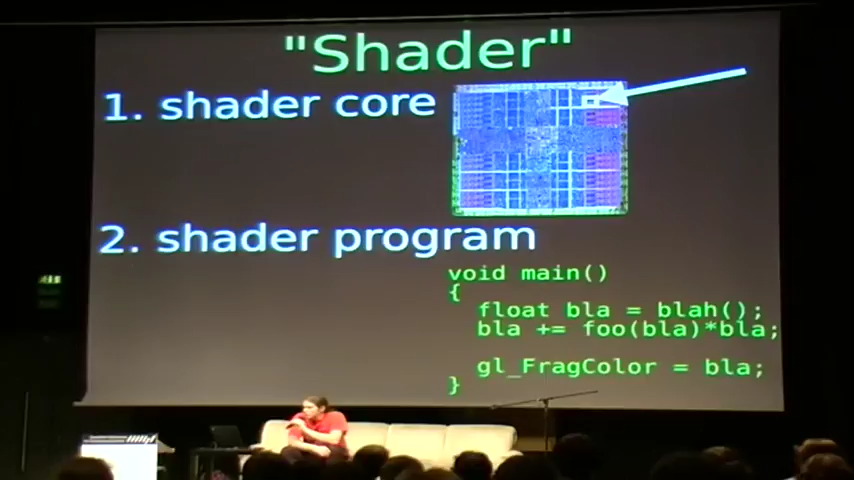 "Shader"
1. shader core
2. shader program
void main()
{
float bla = blah();
bla += foo(bla)*bla;
gl_FragColor = bla;
}